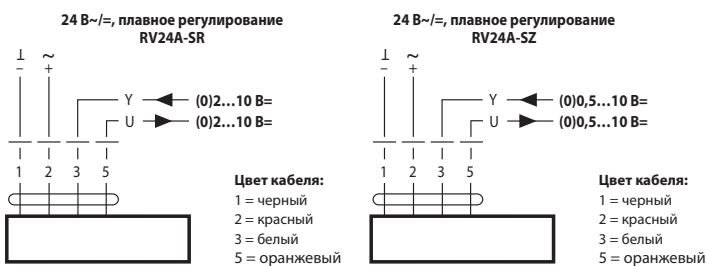 24 В~/=, плавное регулирование
RV24A-SR
⊥ ~
– +
Y (0)2...10 В=
U (0)2...10 В=
1 2 3 5
Цвет кабеля:
1 = черный
2 = красный
3 = белый
5 = оранжевый
24 В~/=, плавное регулирование
RV24A-SZ
⊥ ~
– +
Y (0)0,5...10 В=
U (0)0,5...10 В=
1 2 3 5
Цвет кабеля:
1 = черный
2 = красный
3 = белый
5 = оранжевый